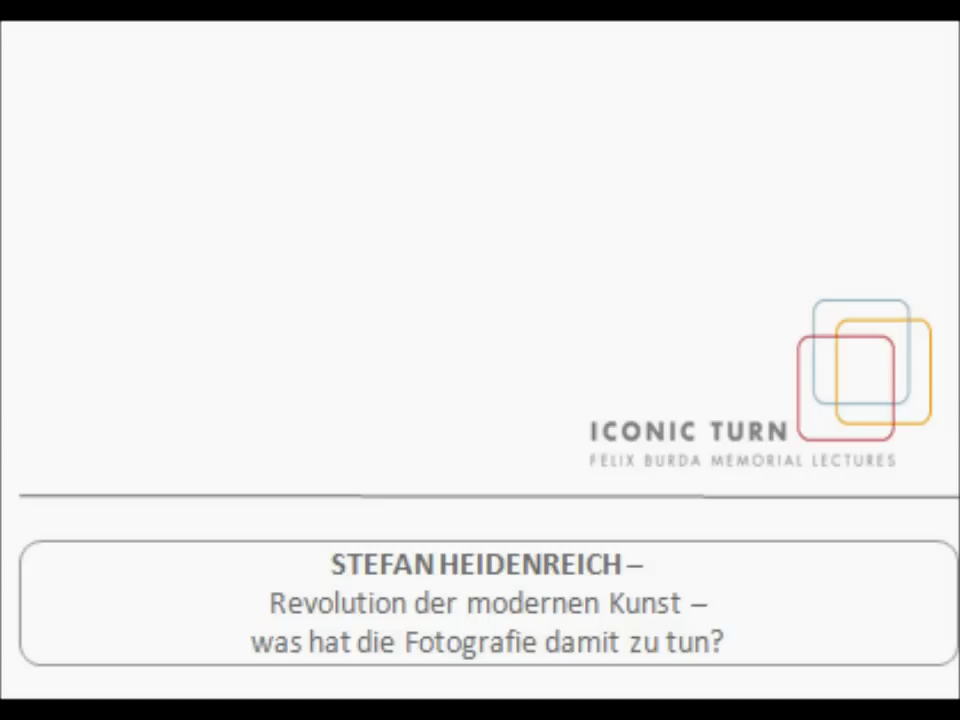 ICONIC TURN
FELIX BURDA MEMORIAL LECTURES
STEFAN HEIDENREICH –
Revolution der modernen Kunst –
was hat die Fotografie damit zu tun?